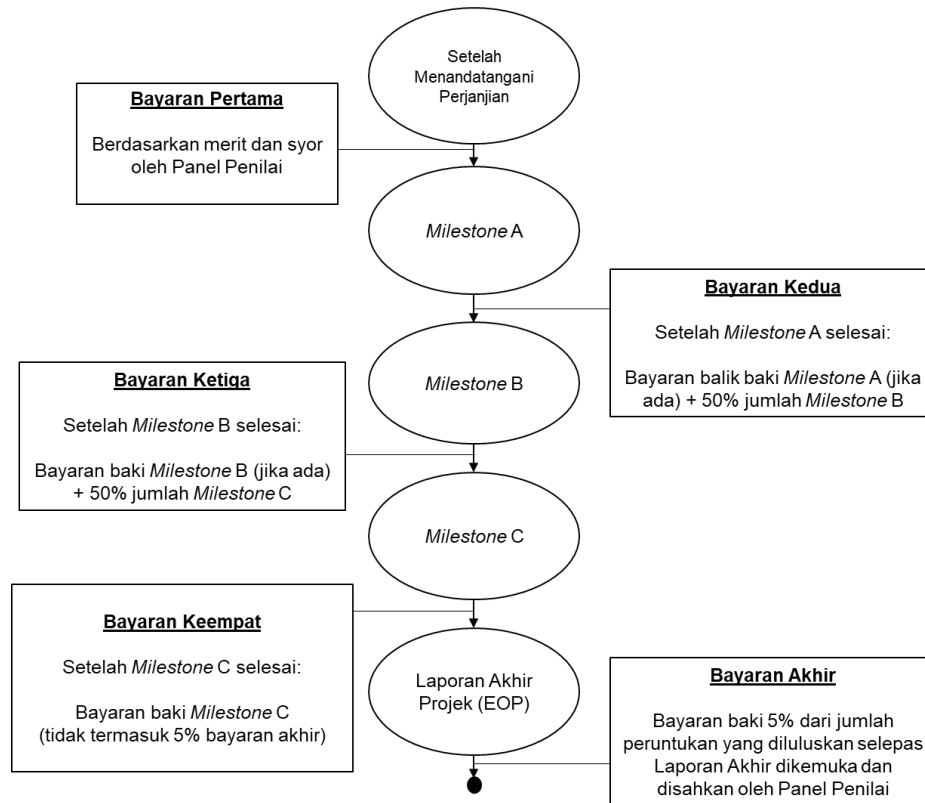 Setelah
Menandatangani
Perjanjian
Bayaran Pertama
Berdasarkan merit dan syor
oleh Panel Penilai
Milestone A
Bayaran Kedua
Setelah Milestone A selesai:
Bayaran balik baki Milestone A (jika
ada) + 50% jumlah Milestone B
Milestone B
Bayaran Ketiga
Setelah Milestone B selesai:
Bayaran baki Milestone B (jika ada)
+ 50% jumlah Milestone C
Milestone C
Bayaran Keempat
Setelah Milestone C selesai:
Bayaran baki Milestone C
(tidak termasuk 5% bayaran akhir)
Laporan Akhir
Projek (EOP)
Bayaran Akhir
Bayaran baki 5% dari jumlah
peruntukan yang diluluskan selepas
Laporan Akhir dikemuka dan
disahkan oleh Panel Penilai